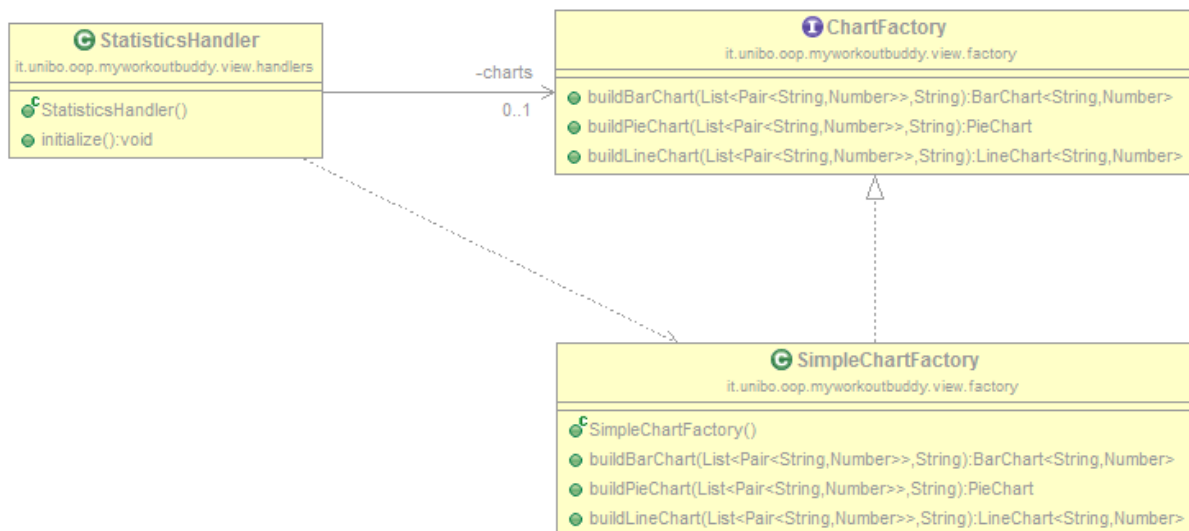 StatisticsHandler
it.unibo.oop.myworkoutbuddy.view.handlers
StatisticsHandler()
initialize():void
-charts
0..1
ChartFactory
it.unibo.oop.myworkoutbuddy.view.factory
buildBarChart(List<Pair<String,Number>>,String):BarChart<String,Number>
buildPieChart(List<Pair<String,Number>>,String):PieChart
buildLineChart(List<Pair<String,Number>>,String):LineChart<String,Number>
SimpleChartFactory
it.unibo.oop.myworkoutbuddy.view.factory
SimpleChartFactory()
buildBarChart(List<Pair<String,Number>>,String):BarChart<String,Number>
buildPieChart(List<Pair<String,Number>>,String):PieChart
buildLineChart(List<Pair<String,Number>>,String):LineChart<String,Number>